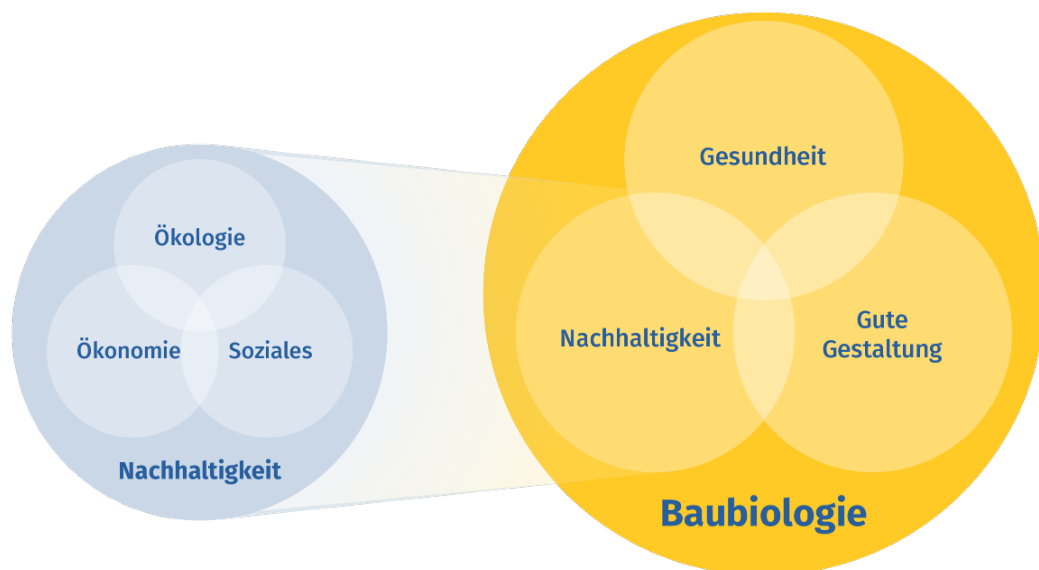 Ökologie
Ökonomie
Soziales
Nachhaltigkeit
Gesundheit
Nachhaltigkeit
Gute
Gestaltung
Baubiologie